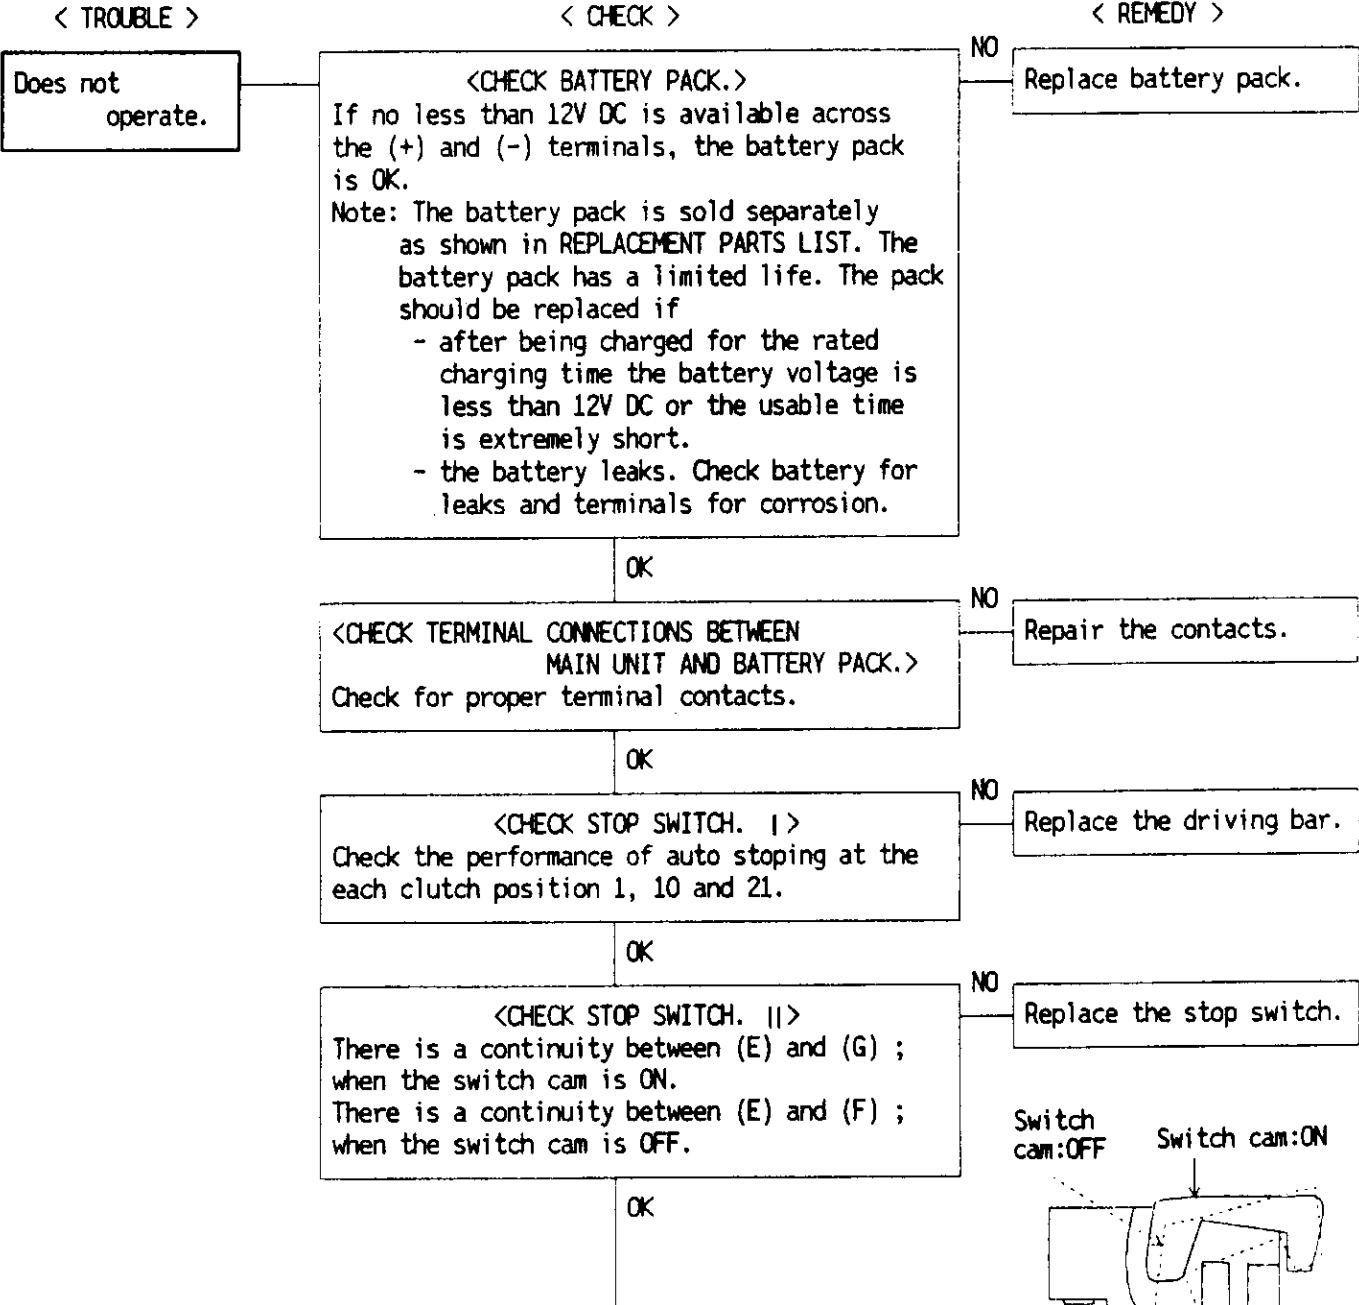 < TROUBLE > < CHECK > < REMEDY >
Does not
operate.
<CHECK BATTERY PACK.>
If no less than 12V DC is available across
the (+) and (-) terminals, the battery pack
is OK.
Note: The battery pack is sold separately
as shown in REPLACEMENT PARTS LIST. The
battery pack has a limited life. The pack
should be replaced if
- after being charged for the rated
charging time the battery voltage is
less than 12V DC or the usable time
is extremely short.
- the battery leaks. Check battery for
leaks and terminals for corrosion.
NO
Replace battery pack.
OK
<CHECK TERMINAL CONNECTIONS BETWEEN
MAIN UNIT AND BATTERY PACK.>
Check for proper terminal contacts.
NO
Repair the contacts.
OK
<CHECK STOP SWITCH. I>
Check the performance of auto stoping at the
each clutch position 1, 10 and 21.
NO
Replace the driving bar.
OK
<CHECK STOP SWITCH. II>
There is a continuity between (E) and (G) ;
when the switch cam is ON.
There is a continuity between (E) and (F) ;
when the switch cam is OFF.
NO
Replace the stop switch.
OK
Switch
cam:OFF
Switch cam:ON